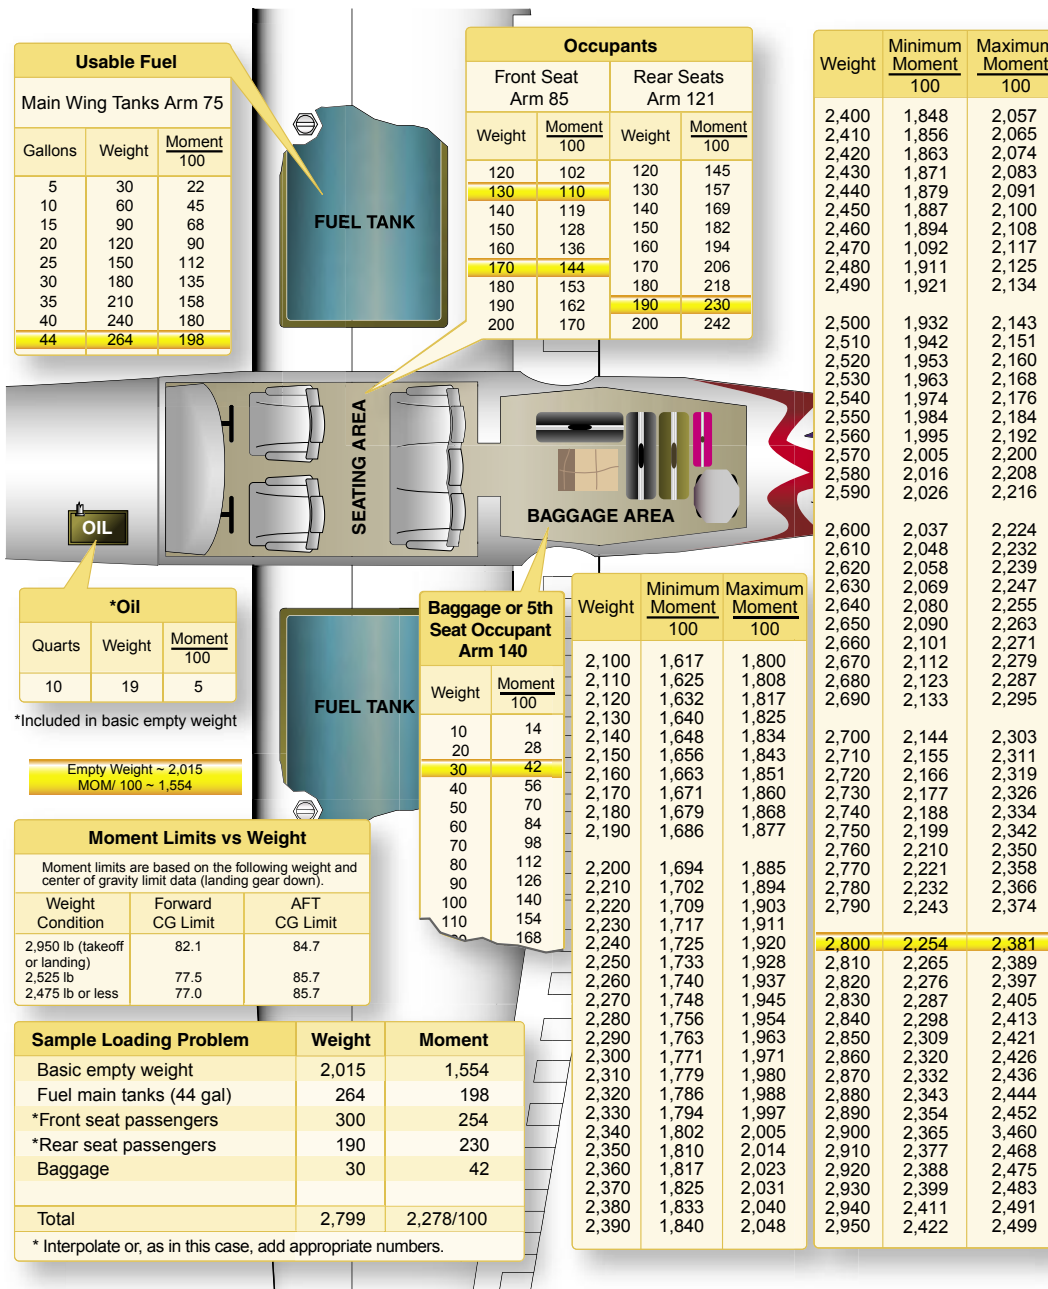 Usable Fuel
Main Wing Tanks Arm 75
Gallons Weight Moment
100
5 30 22
10 60 45
15 90 68
20 120 90
25 150 112
30 180 135
35 210 158
40 240 180
44 264 198
FUEL TANK
Occupants
Front Seat Rear Seats
Arm 85 Arm 121
Weight Moment Weight Moment
100 100
120 102 120 145
130 110 130 157
140 119 140 169
150 128 150 182
160 136 160 194
170 144 170 206
180 153 180 218
190 162 190 230
200 170 200 242
SEATING AREA
BAGGAGE AREA
OIL
*Oil
Quarts Weight Moment
100
10 19 5
*Included in basic empty weight
Empty Weight ~ 2,015
MOM/ 100 ~ 1,554
FUEL TANK
Baggage or 5th
Seat Occupant
Arm 140
Weight Moment
100
10 14
20 28
30 42
40 56
50 70
60 84
70 98
80 112
90 126
100 140
110 154
168
Moment Limits vs Weight
Moment limits are based on the following weight and
center of gravity limit data (landing gear down).
Weight Forward AFT
Condition CG Limit CG Limit
2,950 lb (takeoff 82.1 84.7
or landing)
2,525 lb 77.5 85.7
2,475 lb or less 77.0 85.7
Sample Loading Problem Weight Moment
Basic empty weight 2,015 1,554
Fuel main tanks (44 gal) 264 198
*Front seat passengers 300 254
*Rear seat passengers 190 230
Baggage 30 42
Total 2,799 2,278/100
* Interpolate or, as in this case, add appropriate numbers.
Minimum Maximum
Weight Moment Moment
100 100
2,100 1,617 1,800
2,110 1,625 1,808
2,120 1,632 1,817
2,130 1,640 1,825
2,140 1,648 1,834
2,150 1,656 1,843
2,160 1,663 1,851
2,170 1,671 1,860
2,180 1,679 1,868
2,190 1,686 1,877
2,200 1,694 1,885
2,210 1,702 1,894
2,220 1,709 1,903
2,230 1,717 1,911
2,240 1,725 1,920
2,250 1,733 1,928
2,260 1,740 1,937
2,270 1,748 1,945
2,280 1,756 1,954
2,290 1,763 1,963
2,300 1,771 1,971
2,310 1,779 1,980
2,320 1,786 1,988
2,330 1,794 1,997
2,340 1,802 2,005
2,350 1,810 2,014
2,360 1,817 2,023
2,370 1,825 2,031
2,380 1,833 2,040
2,390 1,840 2,048
Minimum Maximum
Weight Moment Moment
100 100
2,400 1,848 2,057
2,410 1,856 2,065
2,420 1,863 2,074
2,430 1,871 2,083
2,440 1,879 2,091
2,450 1,887 2,100
2,460 1,894 2,108
2,470 1,092 2,117
2,480 1,911 2,125
2,490 1,921 2,134
2,500 1,932 2,143
2,510 1,942 2,151
2,520 1,953 2,160
2,530 1,963 2,168
2,540 1,974 2,176
2,550 1,984 2,184
2,560 1,995 2,192
2,570 2,005 2,200
2,580 2,016 2,208
2,590 2,026 2,216
2,600 2,037 2,224
2,610 2,048 2,232
2,620 2,058 2,239
2,630 2,069 2,247
2,640 2,080 2,255
2,650 2,090 2,263
2,660 2,101 2,271
2,670 2,112 2,279
2,680 2,123 2,287
2,690 2,133 2,295
2,700 2,144 2,303
2,710 2,155 2,311
2,720 2,166 2,319
2,730 2,177 2,326
2,740 2,188 2,334
2,750 2,199 2,342
2,760 2,210 2,350
2,770 2,221 2,358
2,780 2,232 2,366
2,790 2,243 2,374
2,800 2,254 2,381
2,810 2,265 2,389
2,820 2,276 2,397
2,830 2,287 2,405
2,840 2,298 2,413
2,850 2,309 2,421
2,860 2,320 2,426
2,870 2,332 2,436
2,880 2,343 2,444
2,890 2,354 2,452
2,900 2,365 3,460
2,910 2,377 2,468
2,920 2,388 2,475
2,930 2,399 2,483
2,940 2,411 2,491
2,950 2,422 2,499